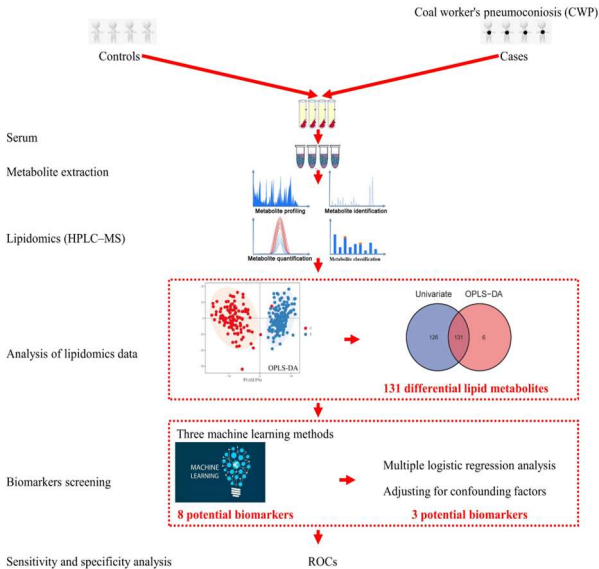 Coal worker's pneumoconiosis (CWP)
Controls
Cases
Serum
Metabolite extraction
Metabolite profiling
Metabolite identification
Lipidomics (HPLC–MS)
Metabolite quantification
Metabolite classification
Univariate
OPLS−DA
126
131
6
OPLS-DA
Analysis of lipidomics data
131 differential lipid metabolites
Three machine learning methods
MACHINE
LEARNING
Multiple logistic regression analysis
Biomarkers screening
Adjusting for confounding factors
8 potential biomarkers
3 potential biomarkers
Sensitivity and specificity analysis
ROCs